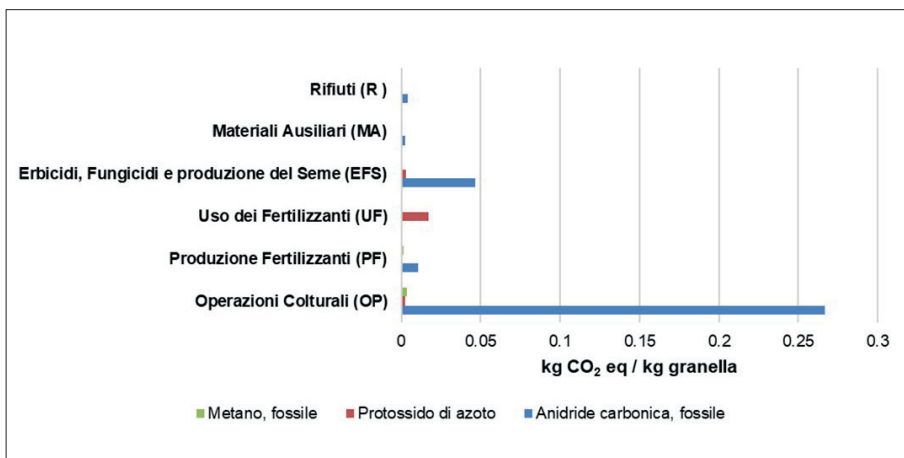 Rifiuti (R )
Materiali Ausiliari (MA)
Erbicidi, Fungicidi e produzione del Seme (EFS)
Uso dei Fertilizzanti (UF)
Produzione Fertilizzanti (PF)
Operazioni Colturali (OP)
0 0.05 0.1 0.15 0.2 0.25 0.3
kg CO₂ eq / kg granella
Metano, fossile Protossido di azoto Anidride carbonica, fossile